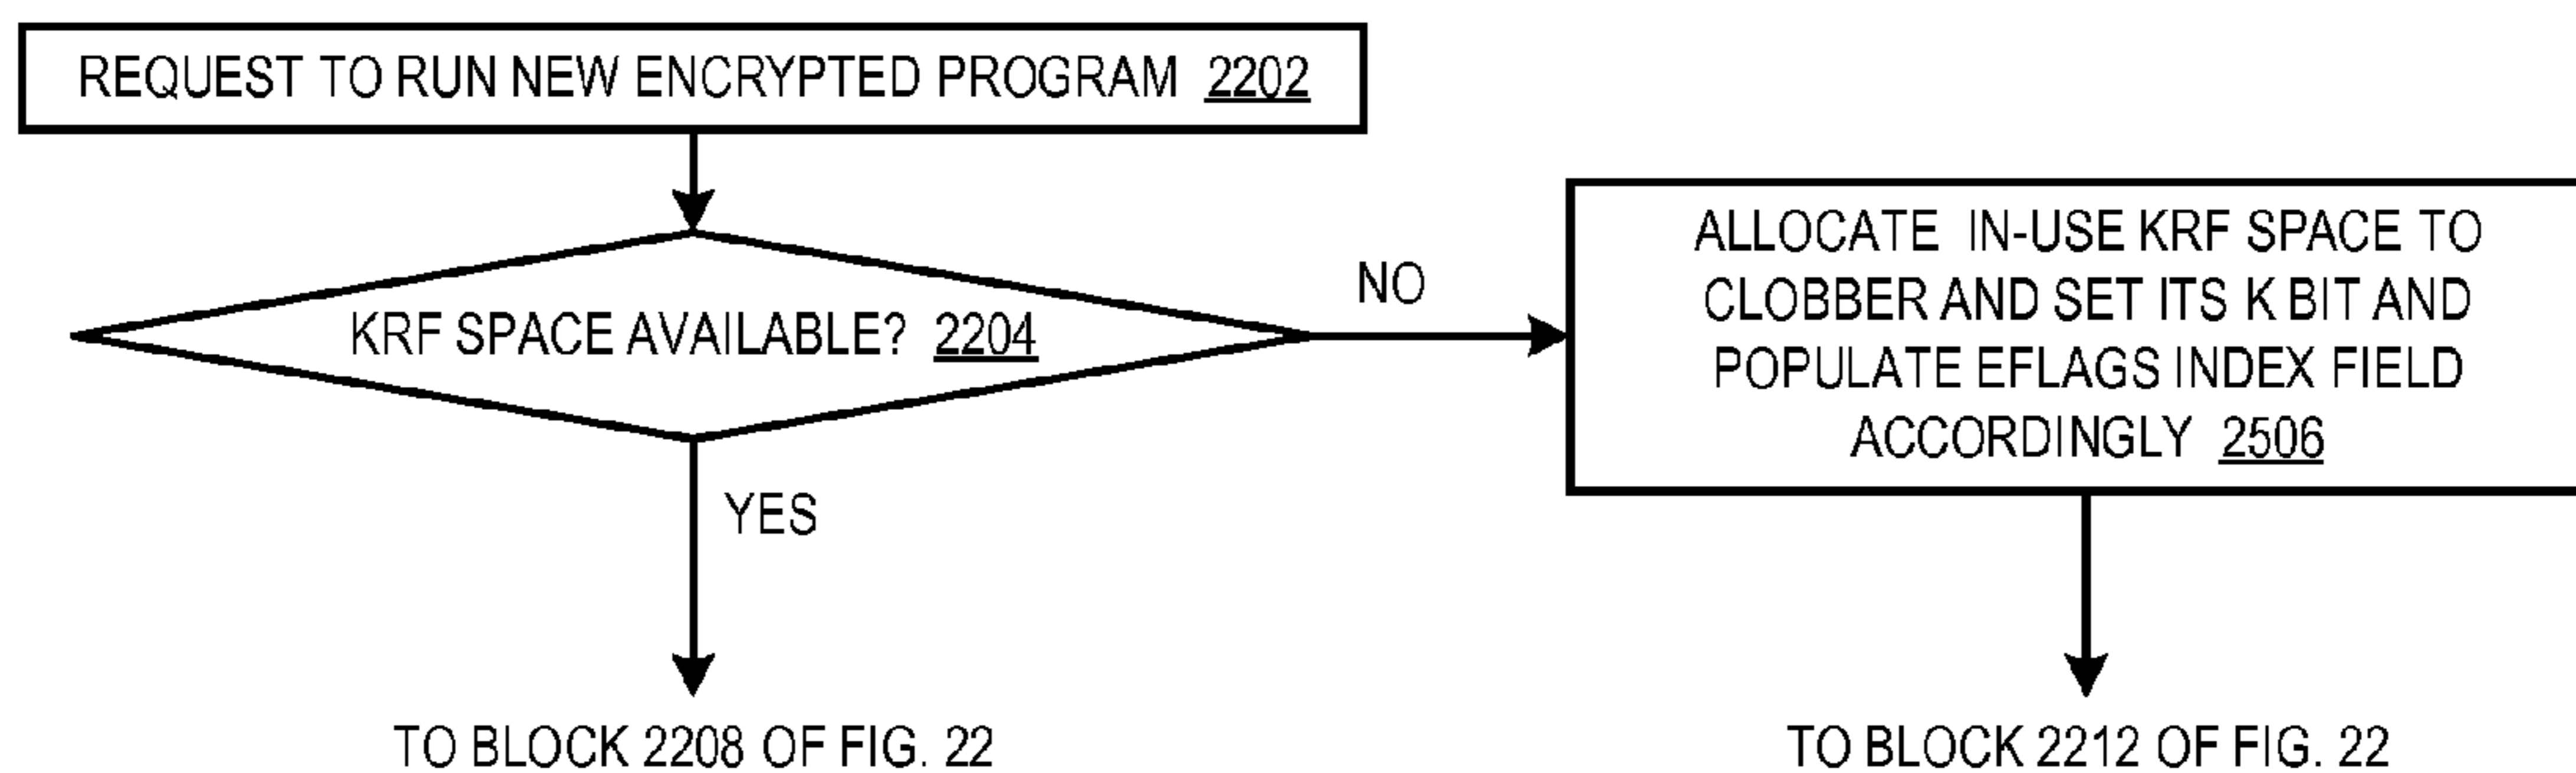 REQUEST TO RUN NEW ENCRYPTED PROGRAM 2202
KRF SPACE AVAILABLE? 2204
NO
ALLOCATE IN-USE KRF SPACE TO
CLOBBER AND SET ITS K BIT AND
POPULATE EFLAGS INDEX FIELD
ACCORDINGLY 2506
YES
TO BLOCK 2208 OF FIG. 22
TO BLOCK 2212 OF FIG. 22